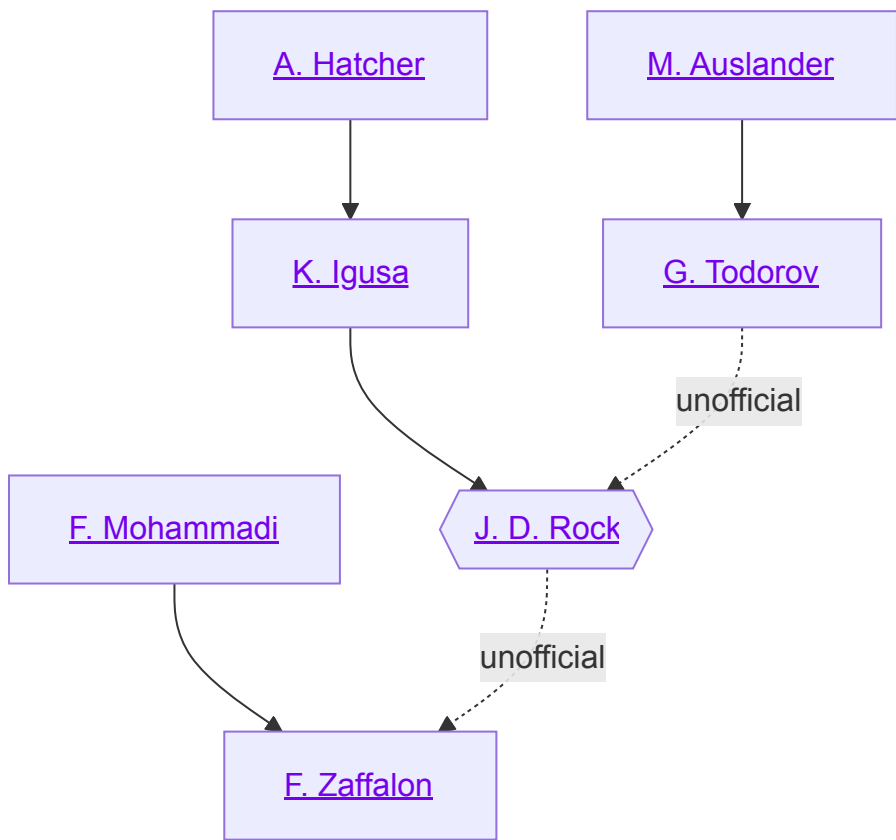 A. Hatcher
M. Auslander
K. Igusa
G. Todorov
unofficial
F. Mohammadi
J. D. Rock
unofficial
F. Zaffalon